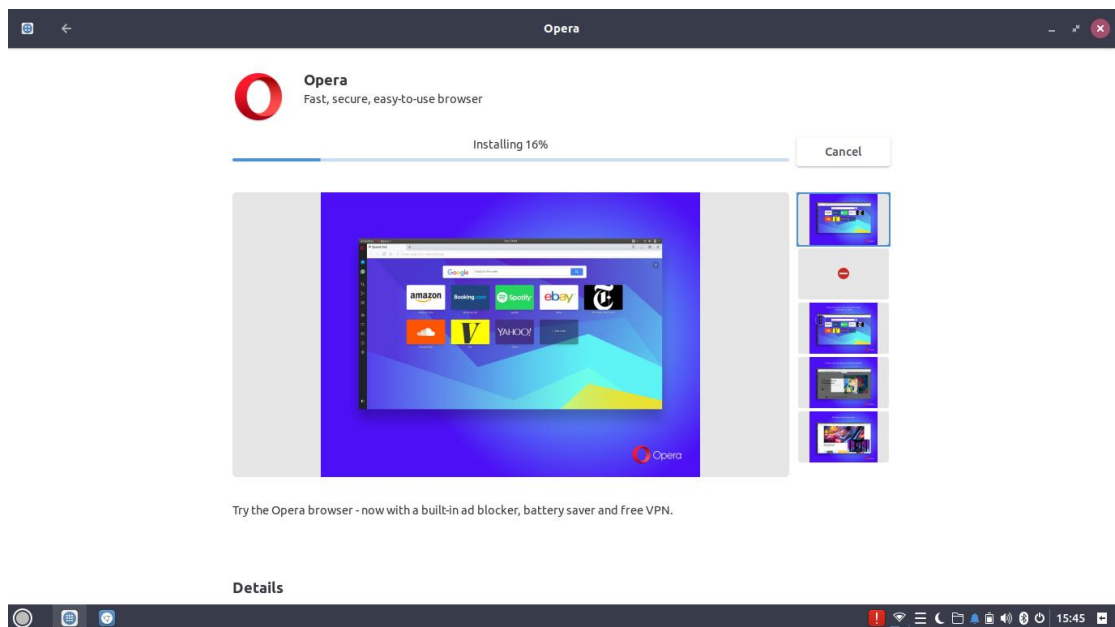 Opera
Opera
Fast, secure, easy-to-use browser
Installing 16%
Cancel
Google
amazon
Booking.com
Spotify
ebay
YAHOO!
Opera
Try the Opera browser - now with a built-in ad blocker, battery saver and free VPN.
Details
15:45